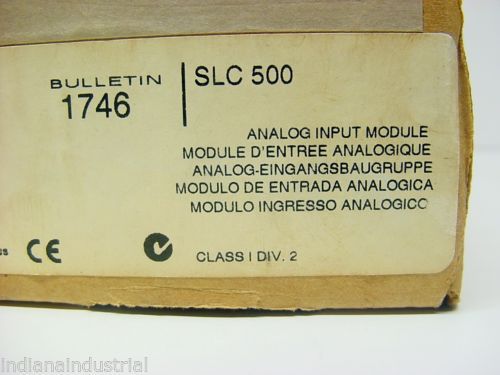 BULLETIN
1746
SLC 500
ANALOG INPUT MODULE
MODULE D'ENTREE ANALOGIQUE
ANALOG-EINGANGSBAUGRUPPE
MODULO DE ENTRADA ANALOGICA
MODULO INGRESSO ANALOGICO
CE
CLASS I DIV. 2
indianaindustrial